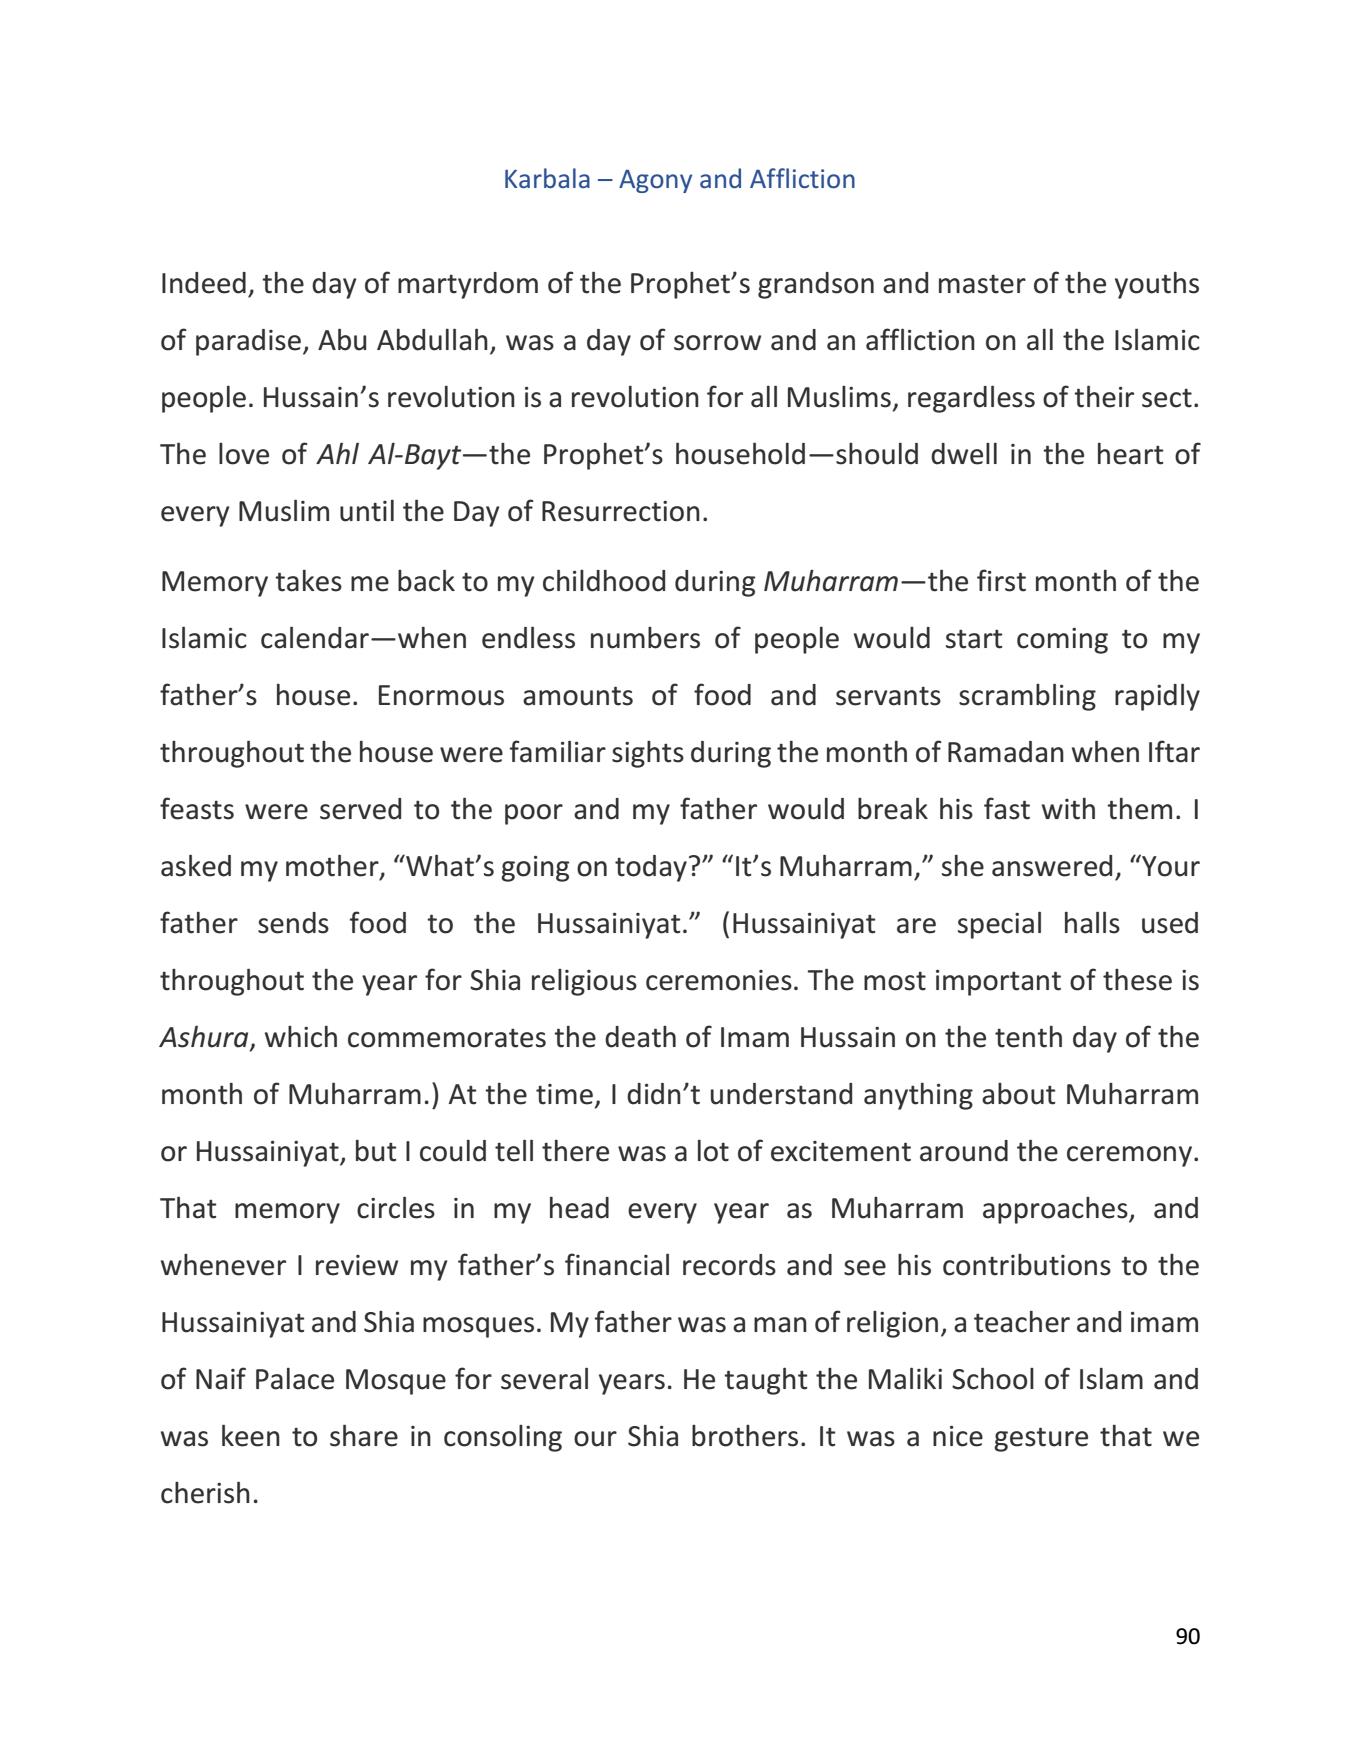 Karbala – Agony and Affliction
Indeed, the day of martyrdom of the Prophet’s grandson and master of the youths
of paradise, Abu Abdullah, was a day of sorrow and an affliction on all the Islamic
people. Hussain’s revolution is a revolution for all Muslims, regardless of their sect.
The love of Ahl Al-Bayt—the Prophet’s household—should dwell in the heart of
every Muslim until the Day of Resurrection.
Memory takes me back to my childhood during Muharram—the first month of the
Islamic calendar—when endless numbers of people would start coming to my
father’s house. Enormous amounts of food and servants scrambling rapidly
throughout the house were familiar sights during the month of Ramadan when Iftar
feasts were served to the poor and my father would break his fast with them. I
asked my mother, “What’s going on today?” “It’s Muharram,” she answered, “Your
father sends food to the Hussainiyat.” (Hussainiyat are special halls used
throughout the year for Shia religious ceremonies. The most important of these is
Ashura, which commemorates the death of Imam Hussain on the tenth day of the
month of Muharram.) At the time, I didn’t understand anything about Muharram
or Hussainiyat, but I could tell there was a lot of excitement around the ceremony.
That memory circles in my head every year as Muharram approaches, and
whenever I review my father’s financial records and see his contributions to the
Hussainiyat and Shia mosques. My father was a man of religion, a teacher and imam
of Naif Palace Mosque for several years. He taught the Maliki School of Islam and
was keen to share in consoling our Shia brothers. It was a nice gesture that we
cherish.
90